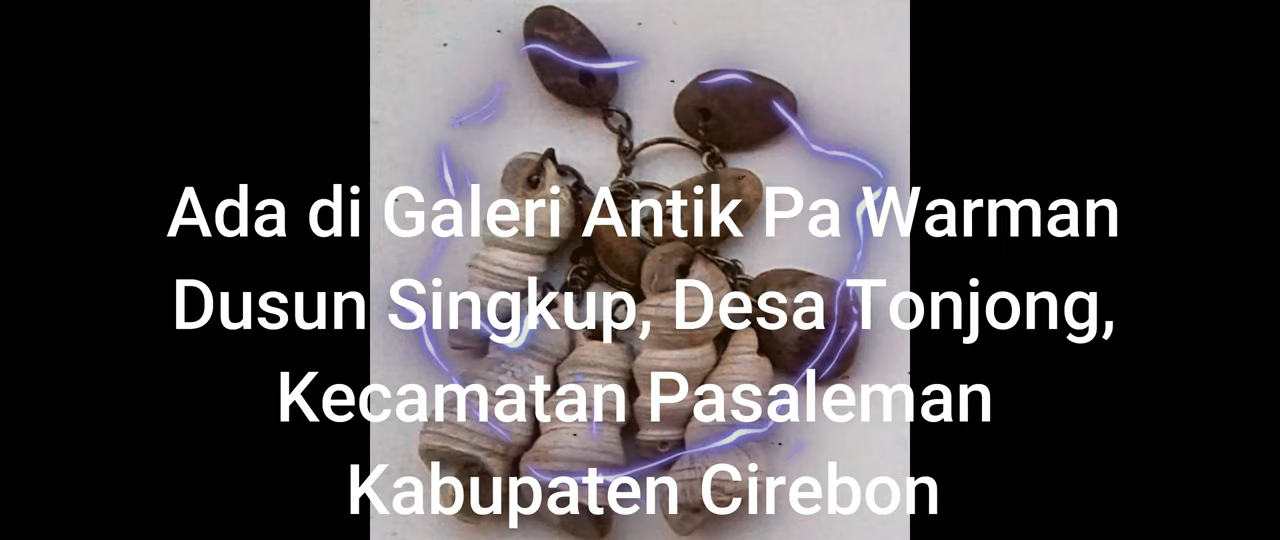 Ada di Galeri Antik Pa Warman
Dusun Singkup, Desa Tonjong,
Kecamatan Pasaleman
Kabupaten Cirebon